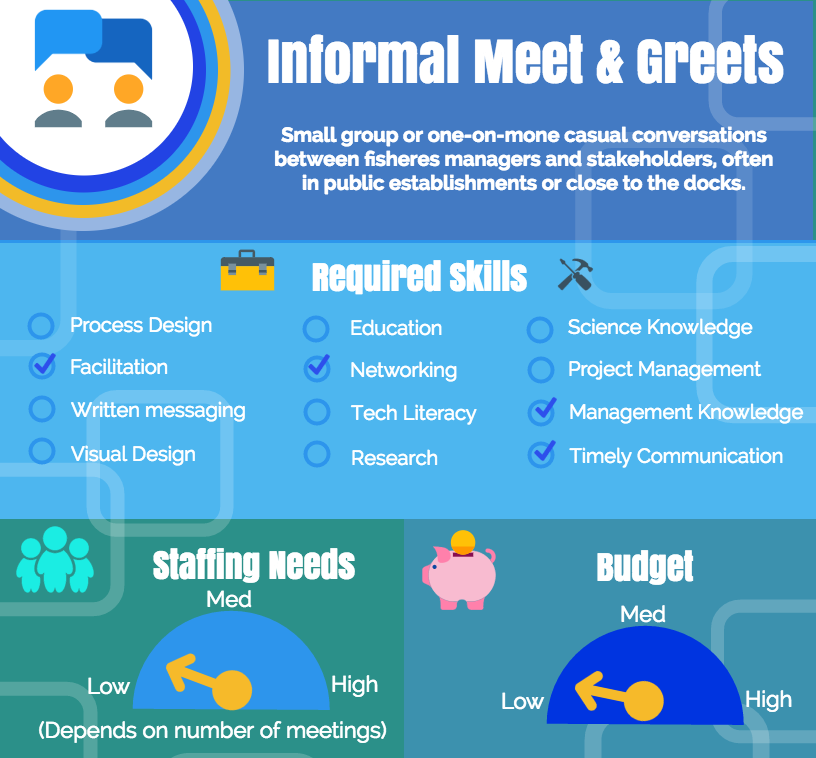 Informal Meet & Greets
Small group or one-on-mone casual conversations
between fisheres managers and stakeholders, often
in public establishments or close to the docks.
Required Skills
Process Design
Facilitation
Written messaging
Visual Design
Education
Networking
Tech Literacy
Research
Science Knowledge
Project Management
Management Knowledge
Timely Communication
Staffing Needs
Med
Low
High
(Depends on number of meetings)
Budget
Med
Low
High